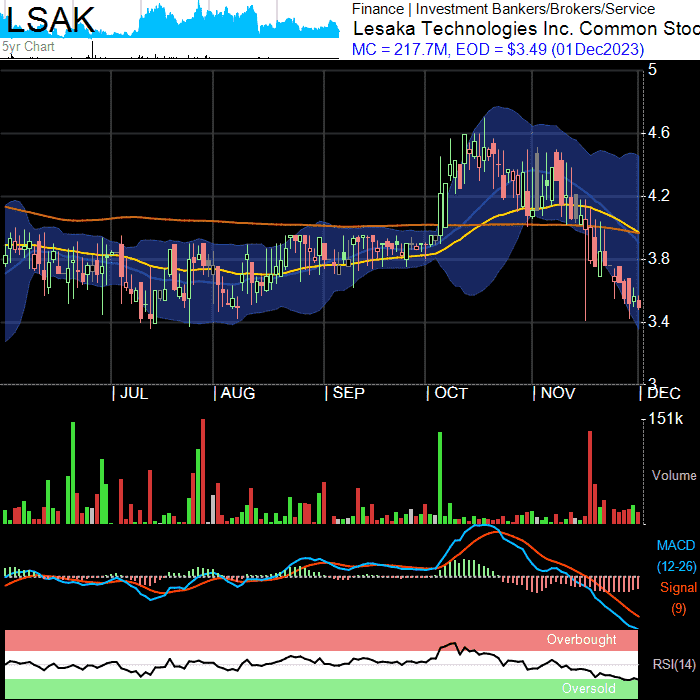 LSAK
5yr Chart
Finance | Investment Bankers/Brokers/Service
Lesaka Technologies Inc. Common Stoc
MC = 217.7M, EOD = $3.49 (01Dec2023)
5
4.6
4.2
3.8
3.4
3
JUL AUG SEP OCT NOV DEC
151k
Volume
MACD
(12-26)
Signal
(9)
Overbought
RSI(14)
Oversold